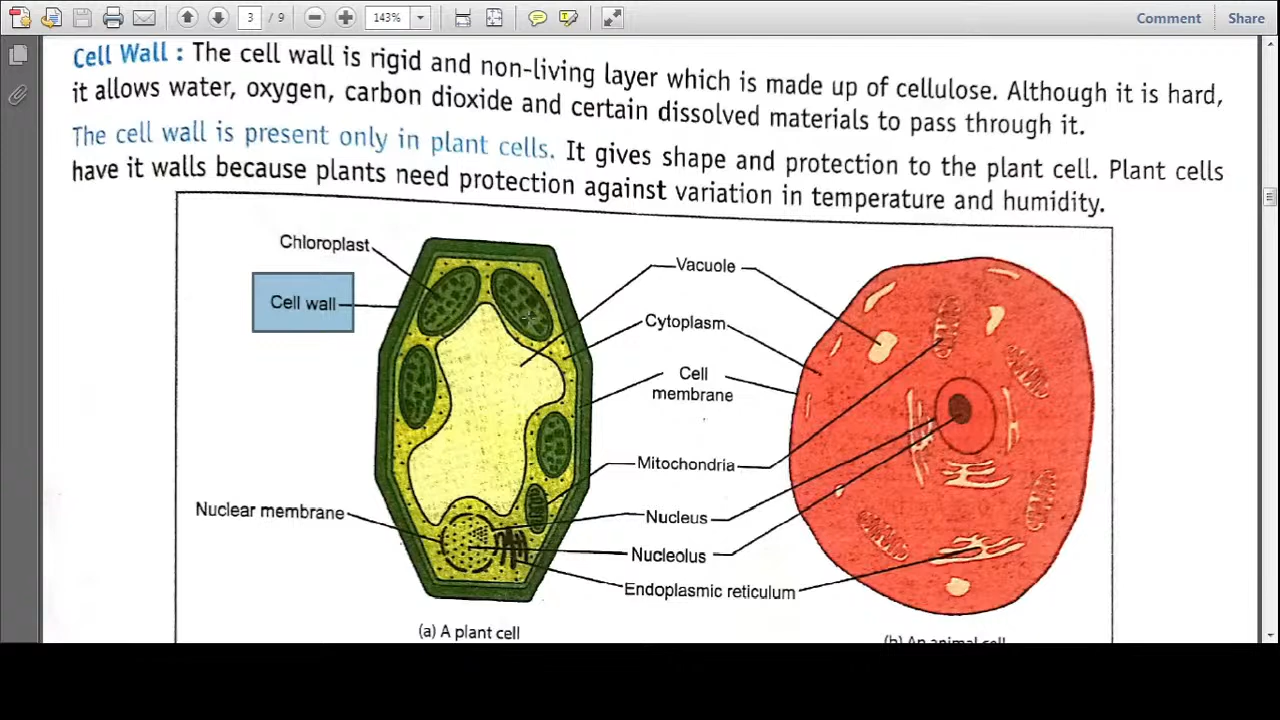 3 / 9
143%
Comment
Share
Cell Wall : The cell wall is rigid and non-living layer which is made up of cellulose. Although it is hard,
it allows water, oxygen, carbon dioxide and certain dissolved materials to pass through it.
The cell wall is present only in plant cells. It gives shape and protection to the plant cell. Plant cells
have it walls because plants need protection against variation in temperature and humidity.
Chloroplast
Cell wall
Nuclear membrane
Vacuole
Cytoplasm
Cell
membrane
Mitochondria
Nucleus
Nucleolus
Endoplasmic reticulum
(a) A plant cell
(b) An animal cell